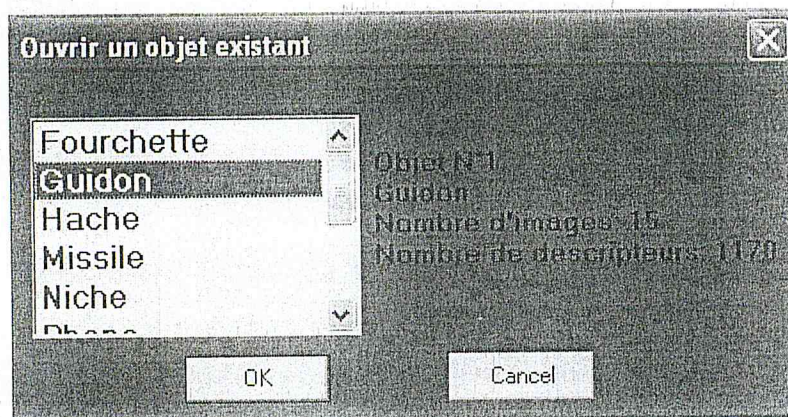 Ouvrir un objet existant
Fourchette
Guidon
Hache
Missile
Niche
Objet N°1
Guidon
Nombre d'images: 15
Nombre de descripteurs: 1170
OK
Cancel